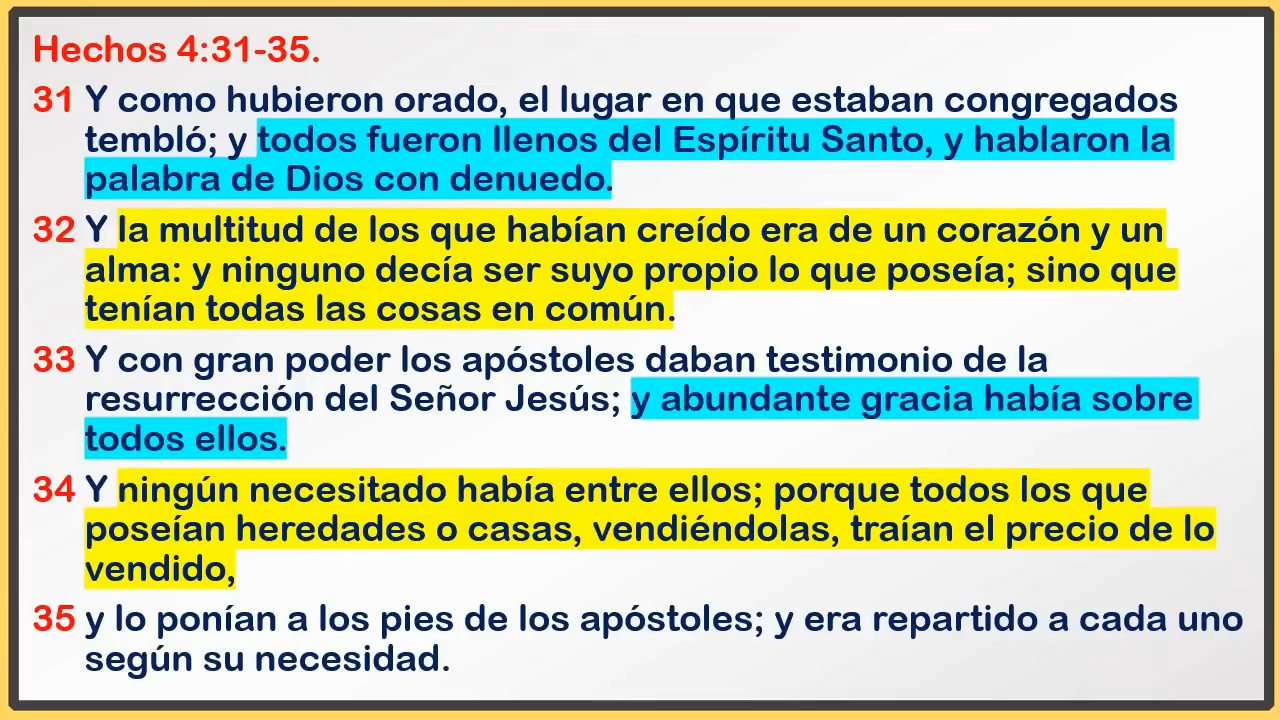 Hechos 4:31-35.
31 Y como hubieron orado, el lugar en que estaban congregados
tembló; y todos fueron llenos del Espíritu Santo, y hablaron la
palabra de Dios con denuedo.
32 Y la multitud de los que habían creído era de un corazón y un
alma: y ninguno decía ser suyo propio lo que poseía; sino que
tenían todas las cosas en común.
33 Y con gran poder los apóstoles daban testimonio de la
resurrección del Señor Jesús; y abundante gracia había sobre
todos ellos.
34 Y ningún necesitado había entre ellos; porque todos los que
poseían heredades o casas, vendiéndolas, traían el precio de lo
vendido,
35 y lo ponían a los pies de los apóstoles; y era repartido a cada uno
según su necesidad.